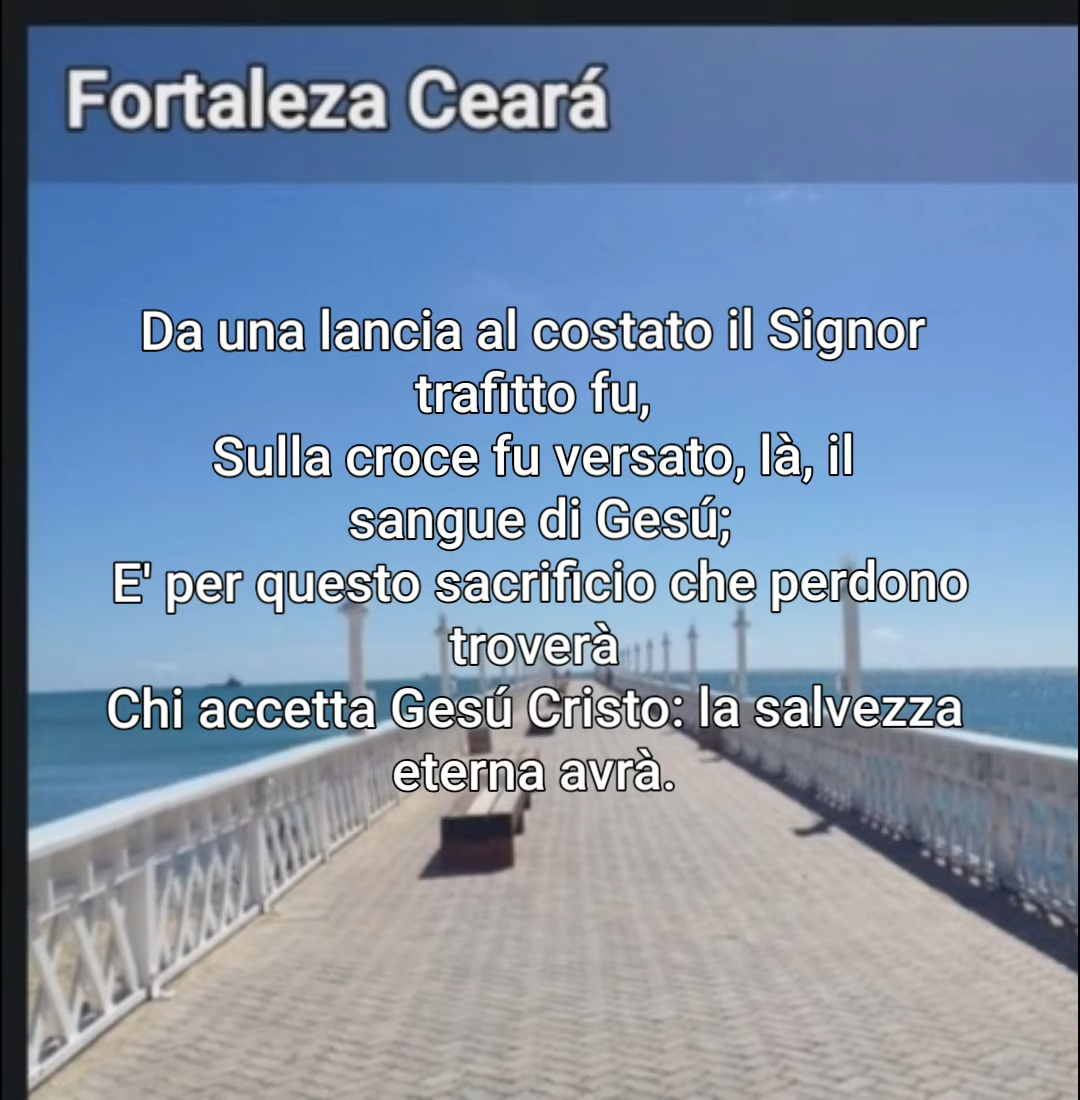 Fortaleza Ceará
Da una lancia al costato il Signor
trafitto fu,
Sulla croce fu versato, là, il
sangue di Gesú;
E' per questo sacrificio che perdono
troverà
Chi accetta Gesú Cristo: la salvezza
eterna avrà.